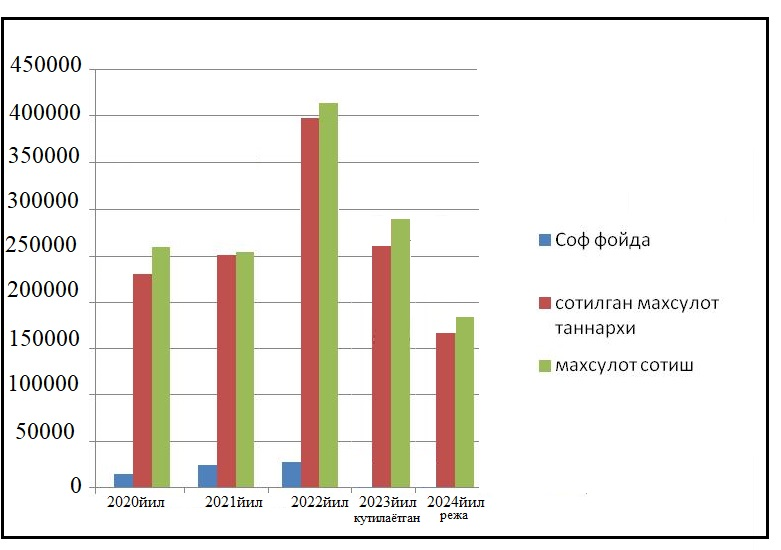 450000
400000
350000
300000
250000
200000
150000
100000
50000
0
2020йил
2021йил
2022йил
2023йил
кутилаётган
2024йил
режа
Соф фойда
сотилган махсулот
таннархи
махсулот сотиш